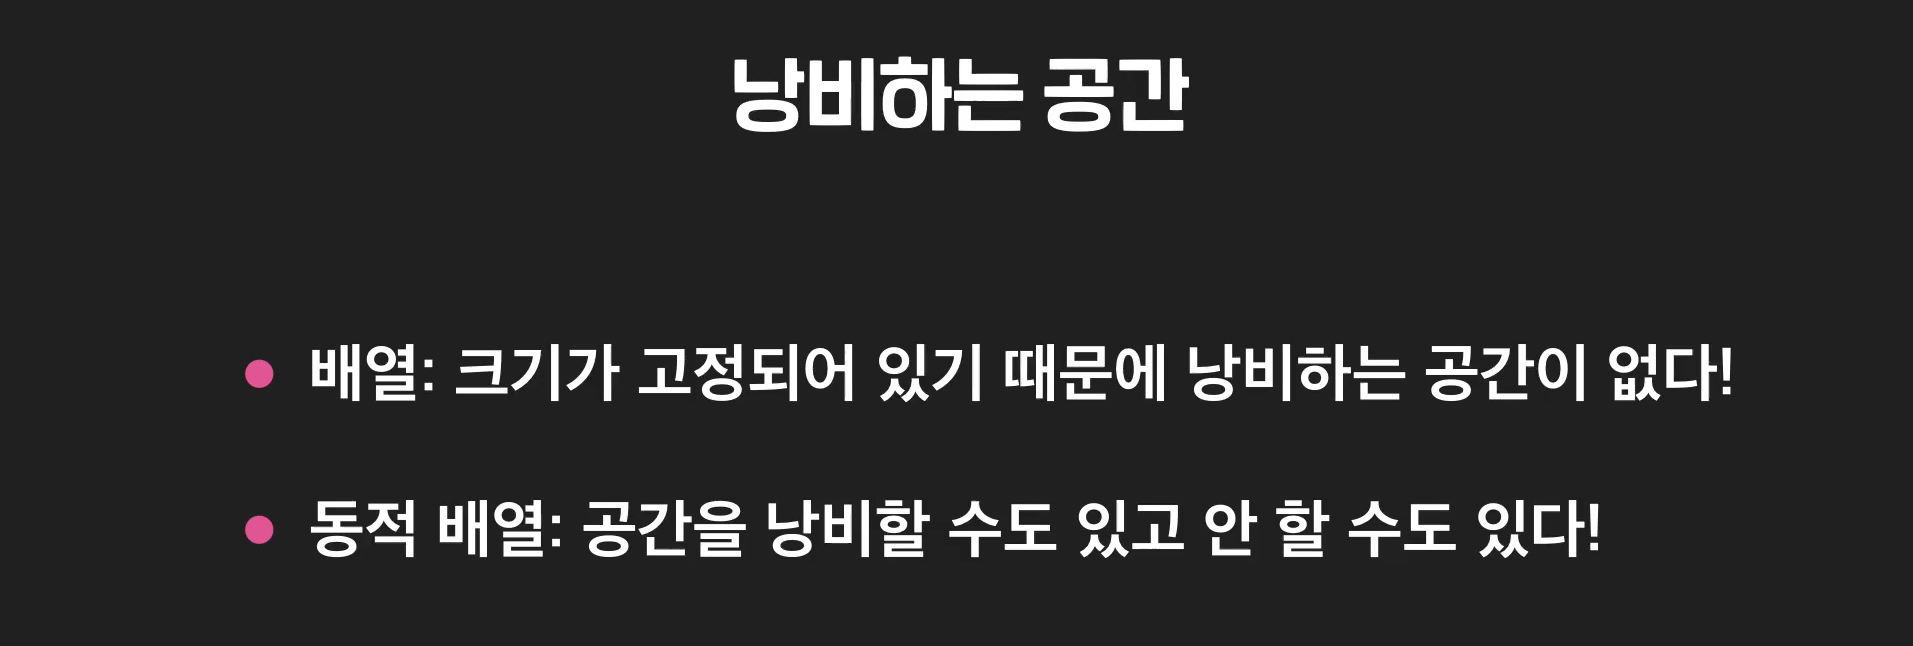 낭비하는 공간
배열: 크기가 고정되어 있기 때문에 낭비하는 공간이 없다!
동적 배열: 공간을 낭비할 수도 있고 안 할 수도 있다!